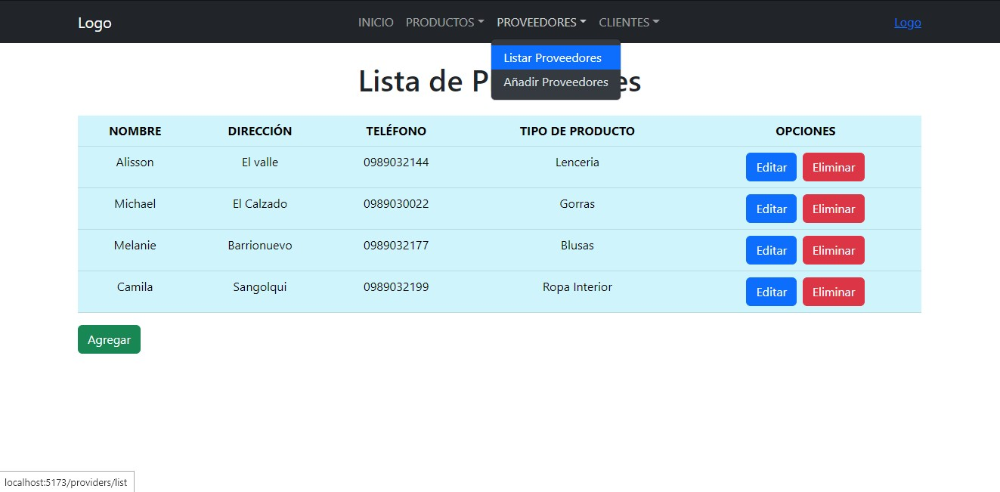 Logo INICIO PRODUCTOS PROVEEDORES CLIENTES Logo
Listar Proveedores
Añadir Proveedores
Lista de P es
NOMBRE DIRECCIÓN TELÉFONO TIPO DE PRODUCTO OPCIONES
Alisson El valle 0989032144 Lenceria Editar Eliminar
Michael El Calzado 0989030022 Gorras Editar Eliminar
Melanie Barrionuevo 0989032177 Blusas Editar Eliminar
Camila Sangolqui 0989032199 Ropa Interior Editar Eliminar
Agregar
localhost:5173/providers/list